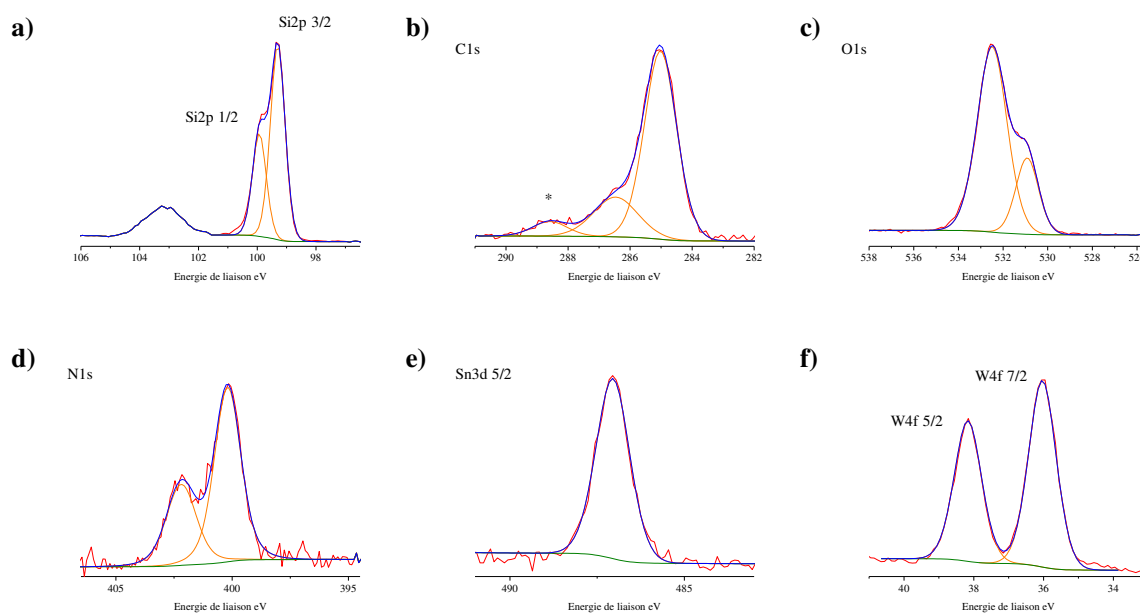 a)
Si2p 3/2
Si2p 1/2
106 104 102 100 98
Energie de liaison eV
b)
C1s
*
290 288 286 284 282
Energie de liaison eV
c)
O1s
538 536 534 532 530 528
Energie de liaison eV
d)
N1s
405 400 395
Energie de liaison eV
e)
Sn3d 5/2
490 485
Energie de liaison eV
f)
W4f 7/2
W4f 5/2
40 38 36 34
Energie de liaison eV